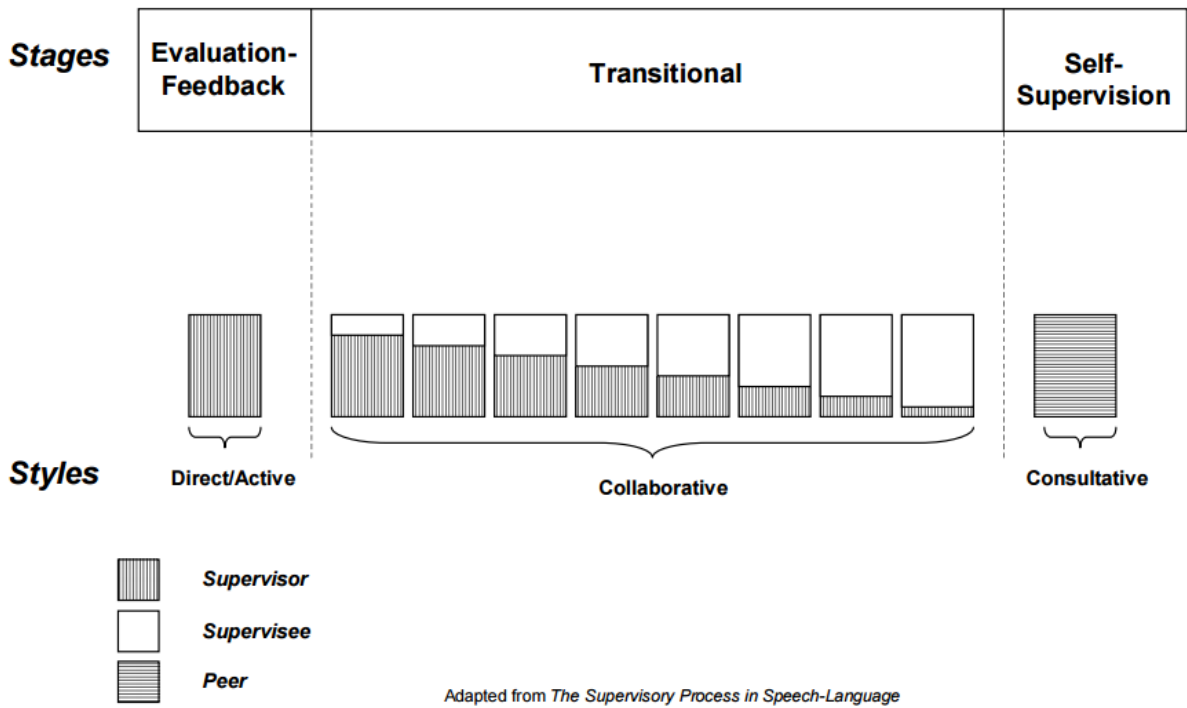 Stages
Evaluation-
Feedback
Transitional
Self-
Supervision
Styles
Direct/Active
Collaborative
Consultative
Supervisor
Supervisee
Peer
Adapted from The Supervisory Process in Speech-Language